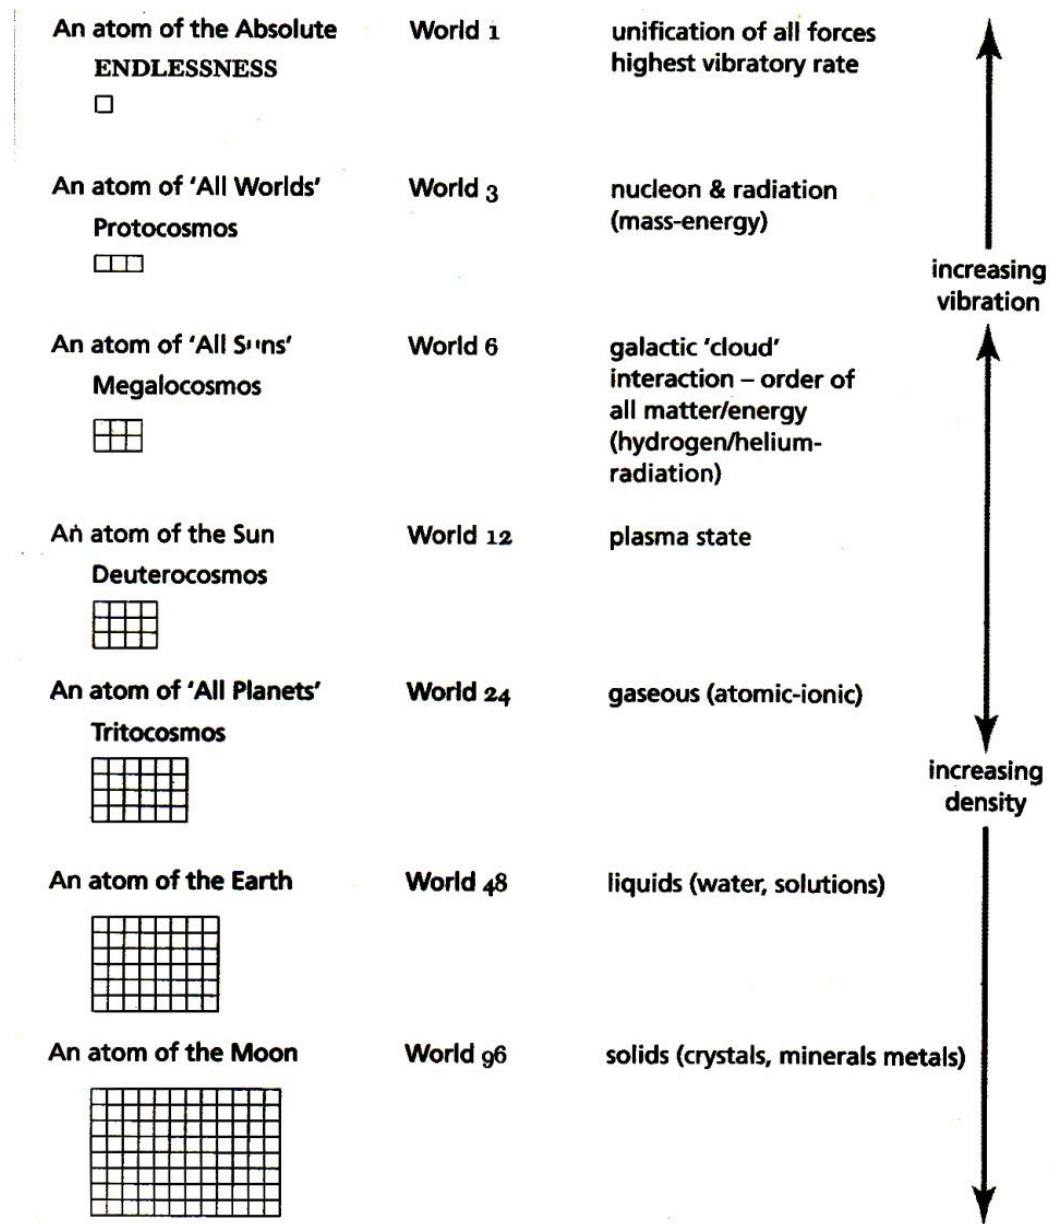 An atom of the Absolute World 1 unification of all forces
ENDLESSNESS highest vibratory rate
An atom of 'All Worlds' World 3 nucleon & radiation
Protocosmos (mass-energy)
increasing
vibration
An atom of 'All Suns' World 6 galactic 'cloud'
Megalocosmos interaction – order of
all matter/energy
(hydrogen/helium-
radiation)
An atom of the Sun World 12 plasma state
Deuterocosmos
An atom of 'All Planets' World 24 gaseous (atomic-ionic)
Tritocosmos
increasing
density
An atom of the Earth World 48 liquids (water, solutions)
An atom of the Moon World 96 solids (crystals, minerals metals)